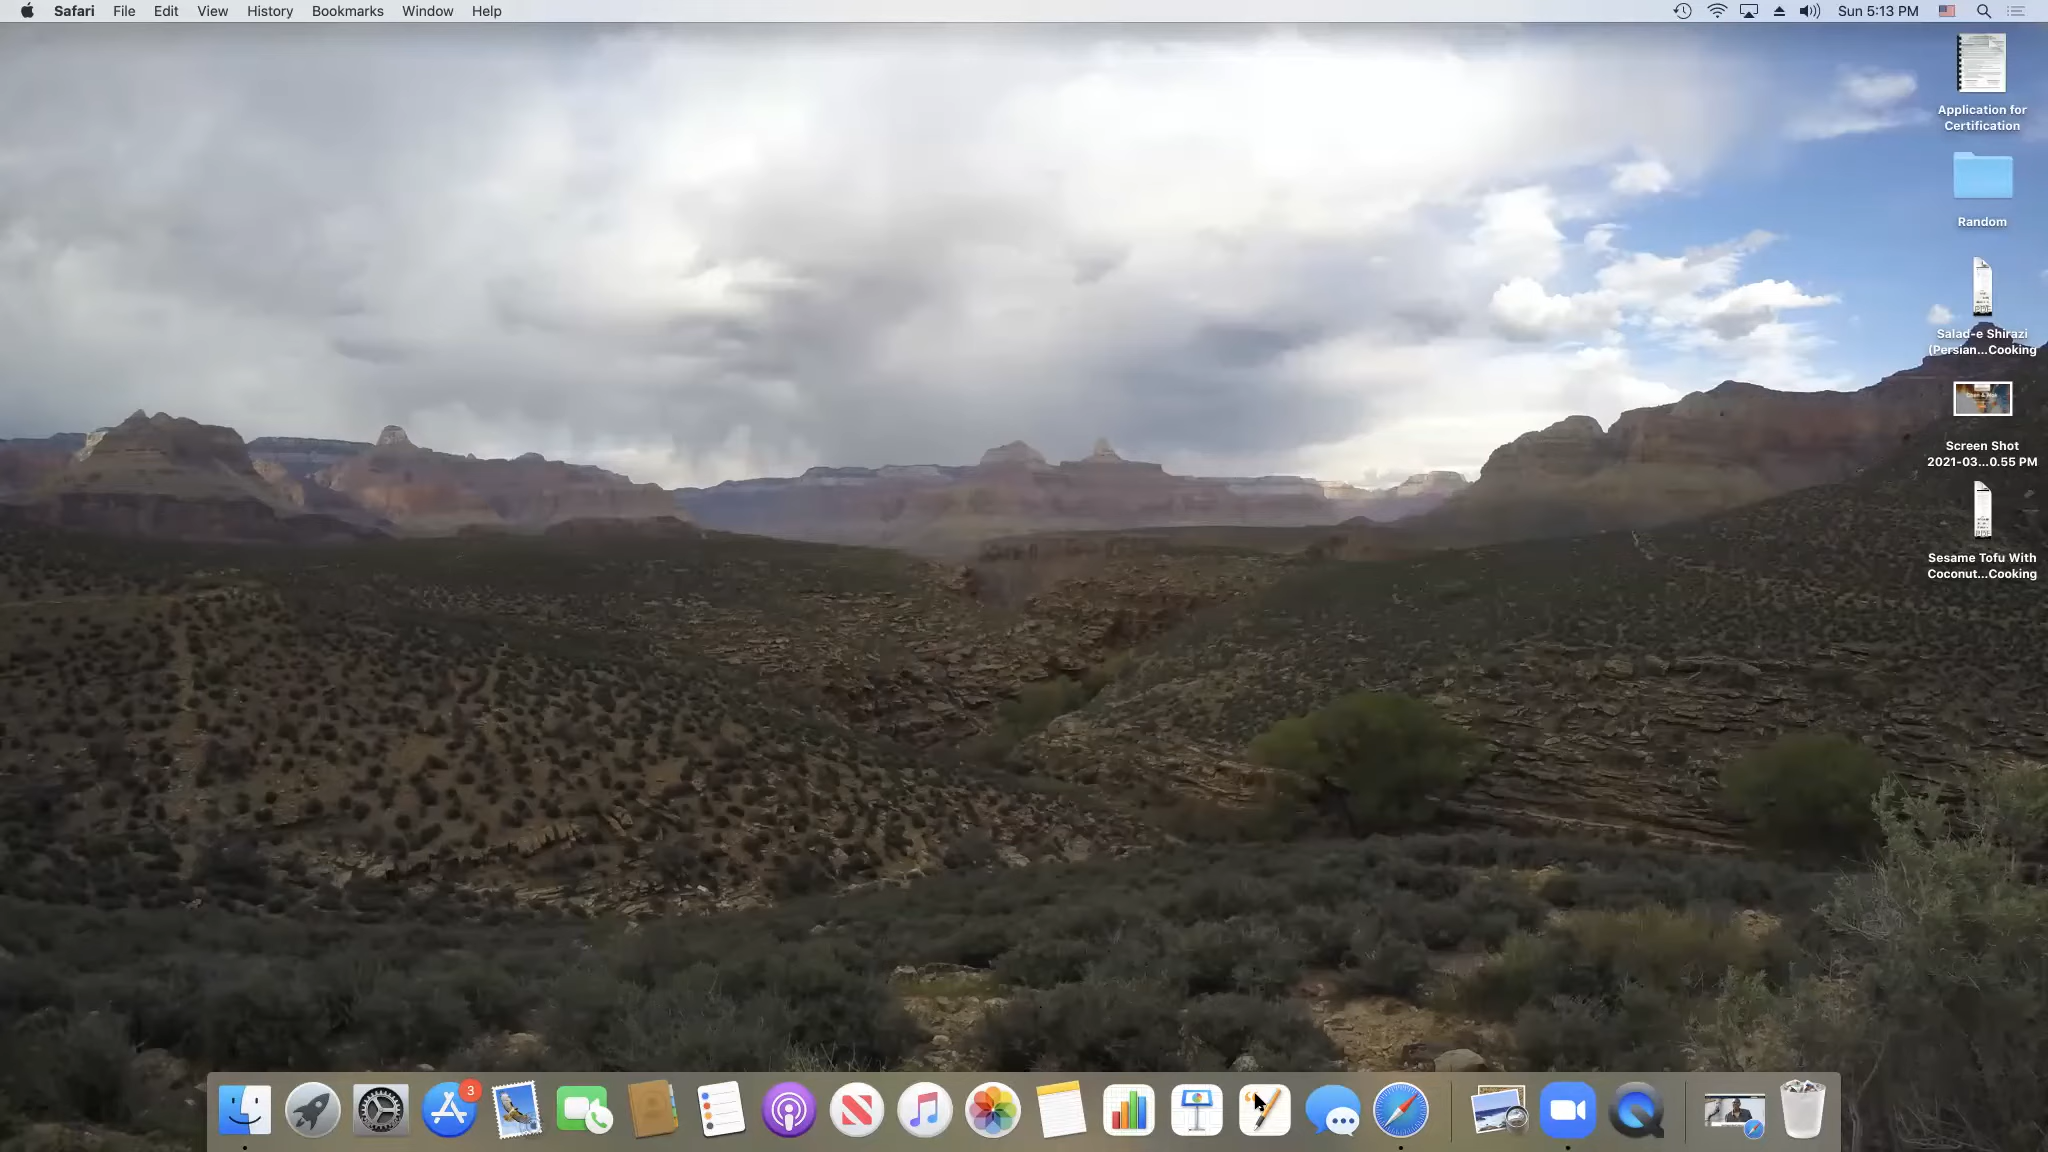 Safari File Edit View History Bookmarks Window Help
Sun 5:13 PM
Application for
Certification
Random
Salad-e Shirazi
(Persian...Cooking
Screen Shot
2021-03...0.55 PM
Sesame Tofu With
Coconut...Cooking
3